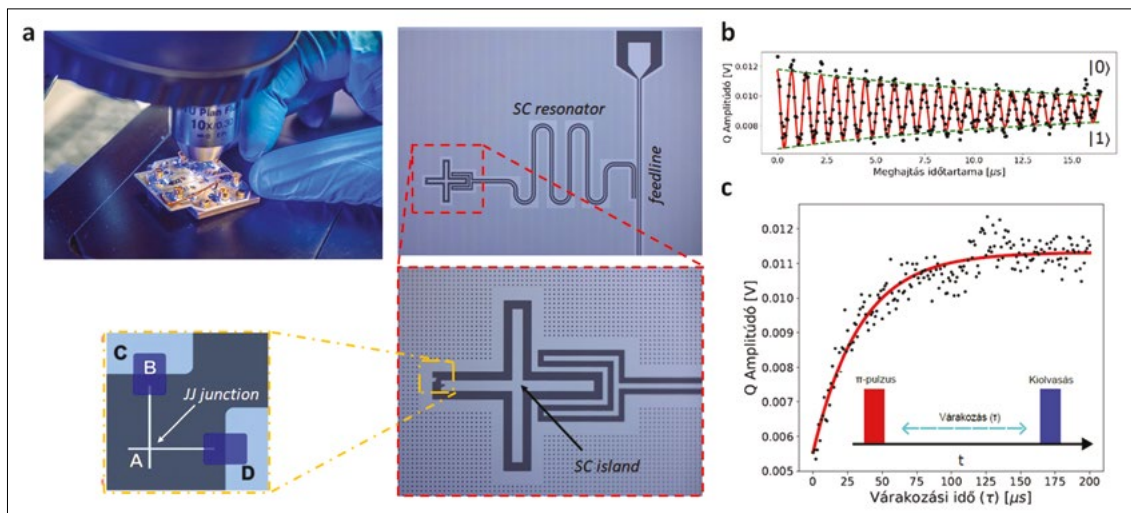 a
U Plan F
10x/0.30
SC resonator
feedline
C
B
JJ junction
A
D
SC island
b
Q Amplitúdó [V]
0.012
0.010
0.008
|0⟩
|1⟩
0.0 2.5 5.0 7.5 10.0 12.5 15.0
Meghajtás időtartama [μs]
c
Q Amplitúdó [V]
0.012
0.011
0.010
0.009
0.008
0.007
0.006
0.005
π-pulzus
Kiolvasás
Várakozás (τ)
t
0 25 50 75 100 125 150 175 200
Várakozási idő (τ) [μs]